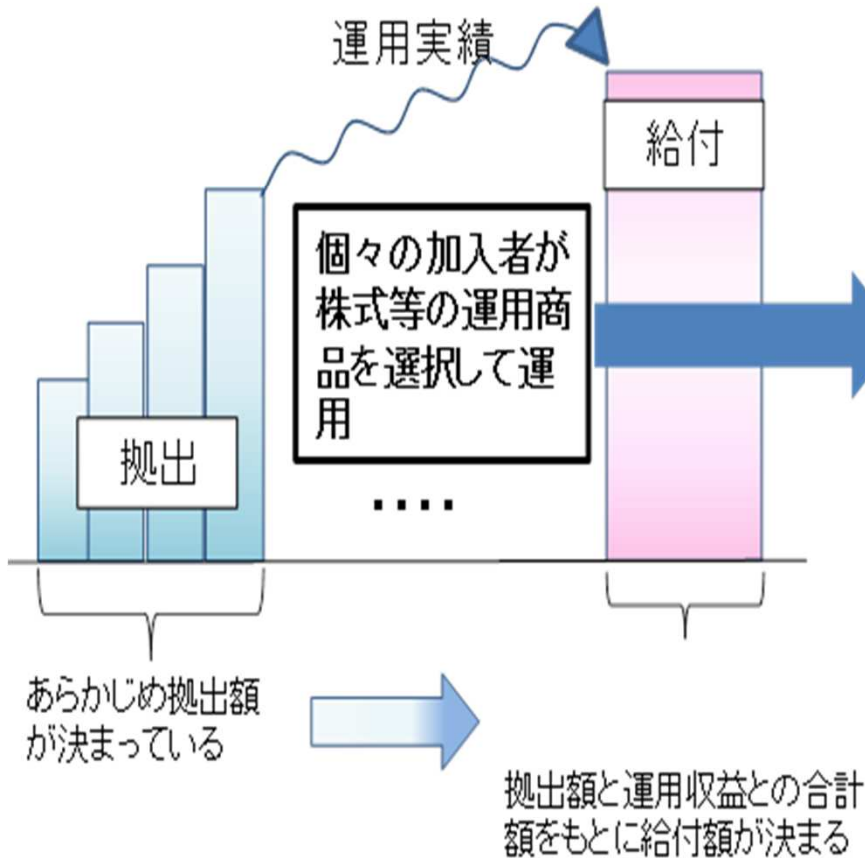 運用実績
給付
個々の加入者が
株式等の運用商
品を選択して運
用
拠出
････
あらかじめ拠出額
が決まっている
拠出額と運用収益との合計
額をもとに給付額が決まる